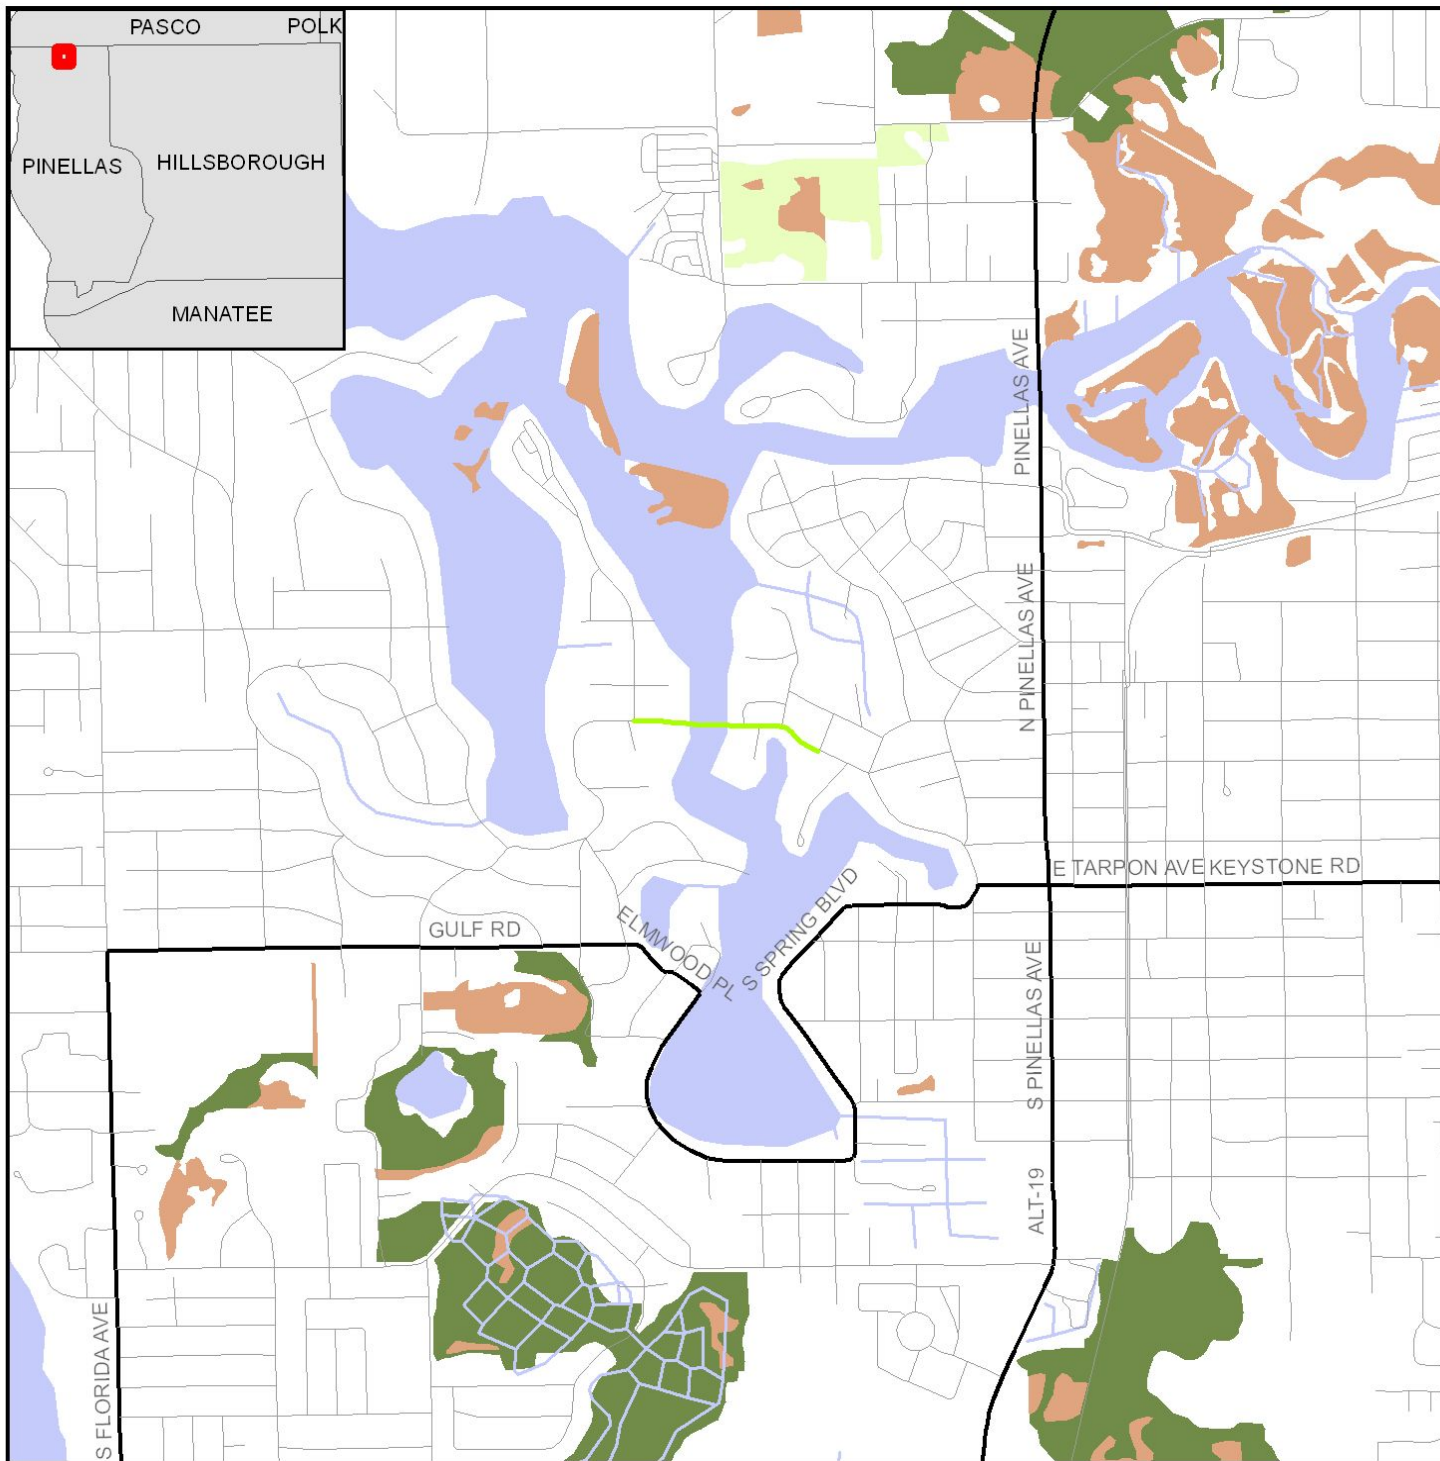 PASCO
POLK
PINELLAS
HILLSBOROUGH
MANATEE
PINELLAS AVE
N PINELLAS AVE
E TARPON AVE KEYSTONE RD
GULF RD
ELMWOOD PL
S SPRING BLVD
S PINELLAS AVE
ALT-19
S FLORIDA AVE